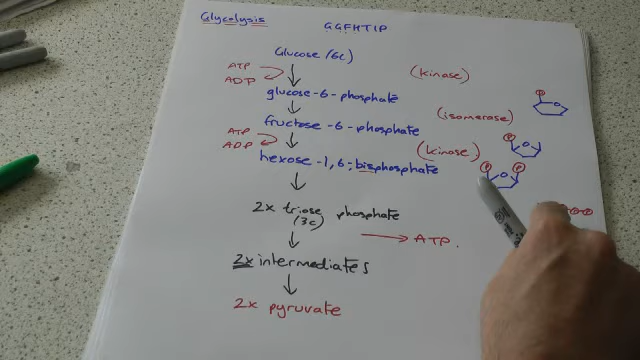 Glycolysis
GGFHTIP
Glucose (6c)
ATP
ADP
(kinase)
glucose-6-phosphate
(isomerase)
fructose-6-phosphate
ATP
ADP
(kinase)
hexose-1,6;bisphosphate
2x triose phosphate
(3c)
ATP.
2x intermediates
2x pyruvate
P
P
P
P